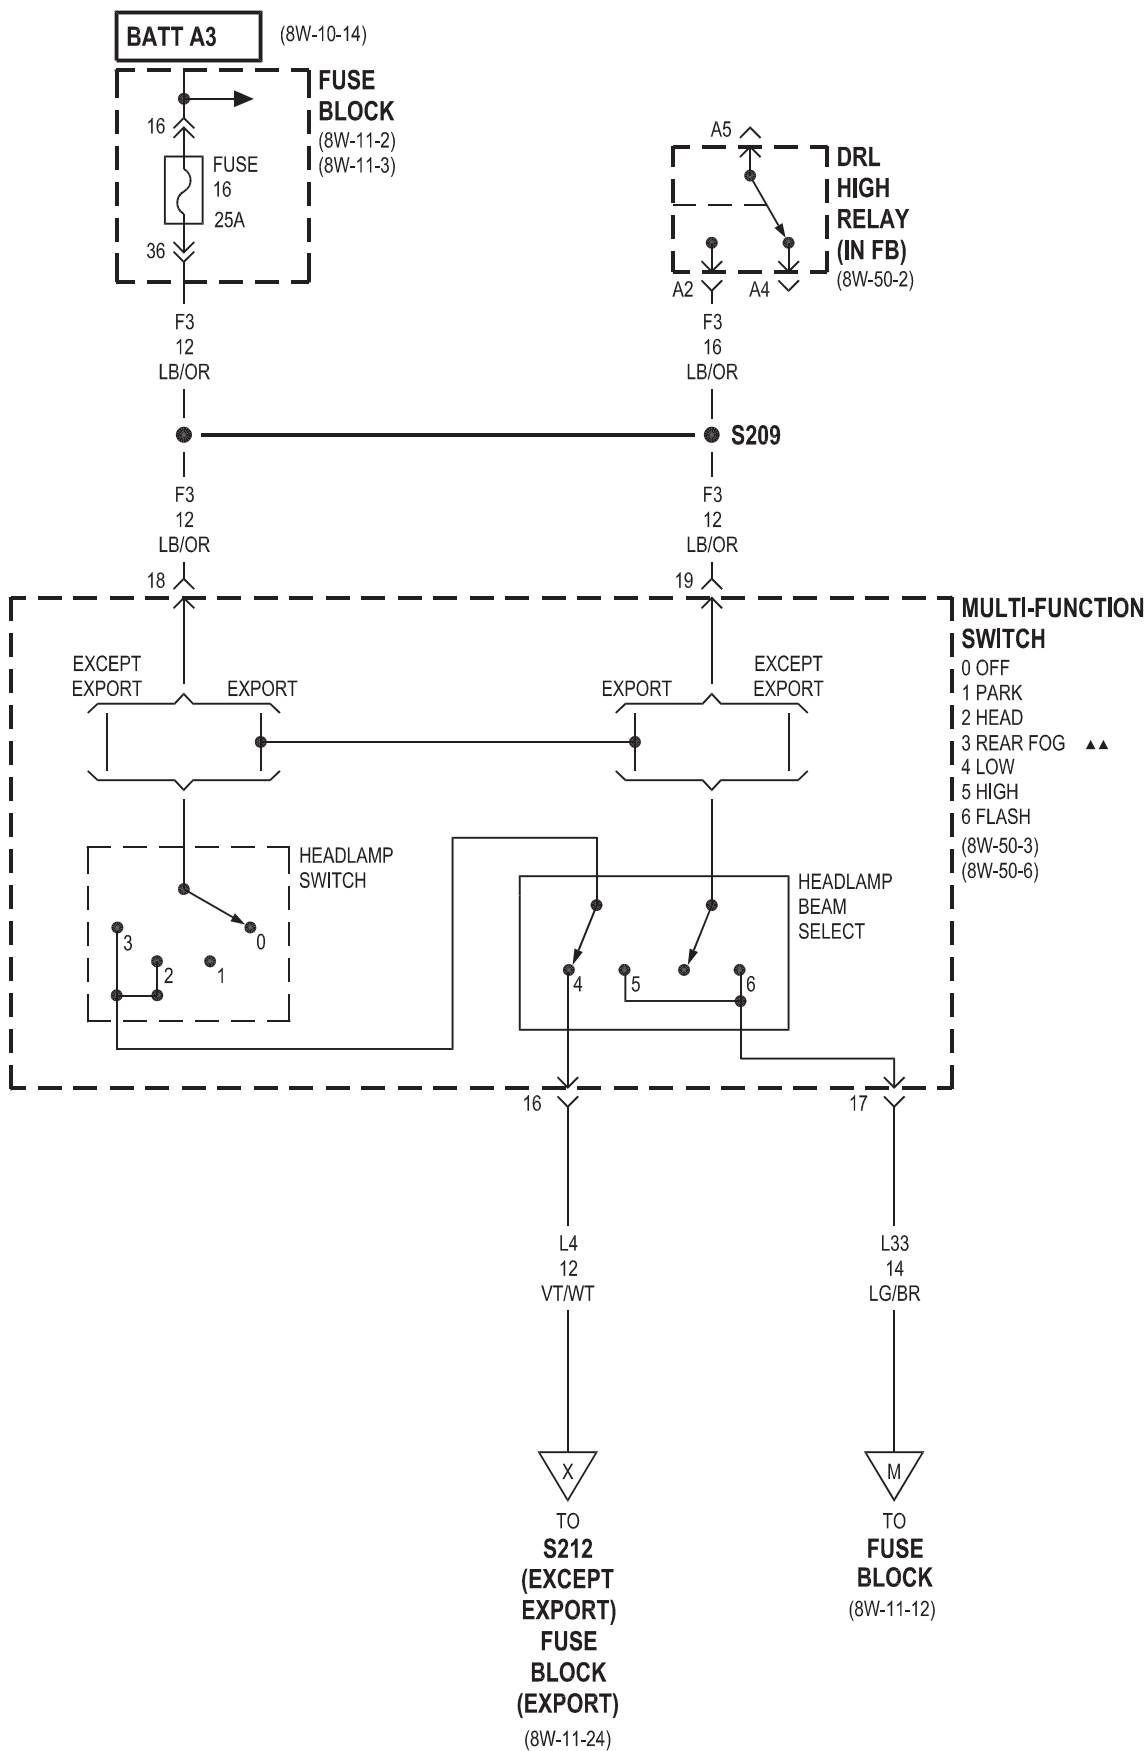 BATT A3
(8W-10-14)
FUSE
BLOCK
(8W-11-2)
(8W-11-3)
16
FUSE
16
25A
36
A5
DRL
HIGH
RELAY
(IN FB)
(8W-50-2)
A2
A4
F3
12
LB/OR
F3
16
LB/OR
S209
F3
12
LB/OR
F3
12
LB/OR
18
19
MULTI-FUNCTION
SWITCH
0 OFF
1 PARK
2 HEAD
3 REAR FOG ▲▲
4 LOW
5 HIGH
6 FLASH
(8W-50-3)
(8W-50-6)
EXCEPT
EXPORT
EXPORT
EXPORT
EXCEPT
EXPORT
HEADLAMP
SWITCH
3
2
1
0
HEADLAMP
BEAM
SELECT
4
5
6
16
17
L4
12
VT/WT
L33
14
LG/BR
X
M
TO
S212
(EXCEPT
EXPORT)
FUSE
BLOCK
(EXPORT)
(8W-11-24)
TO
FUSE
BLOCK
(8W-11-12)